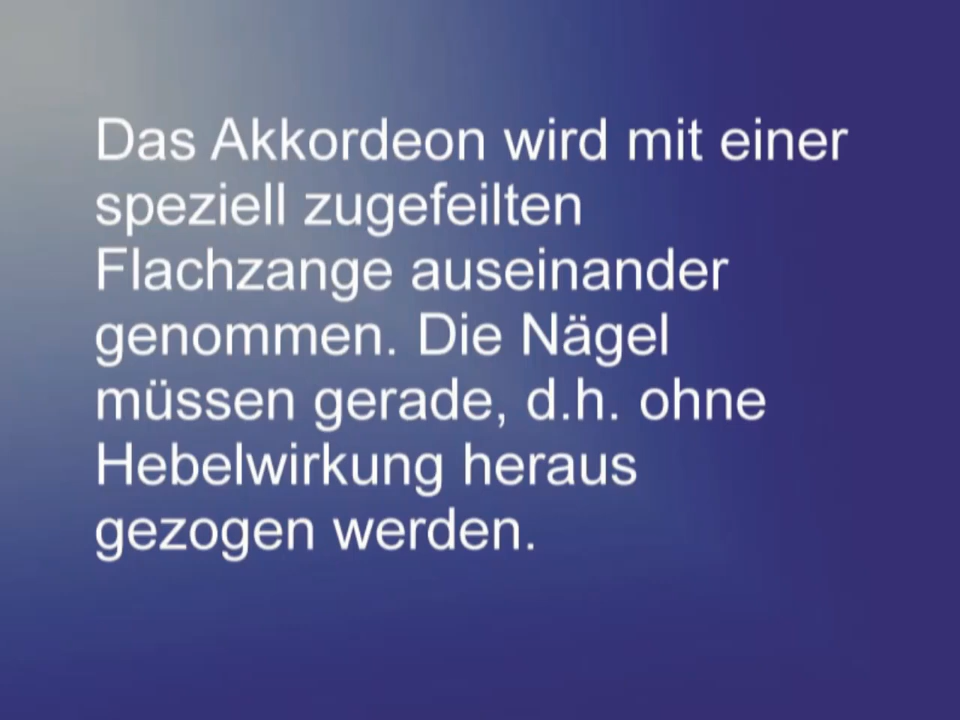 Das Akkordeon wird mit einer
speziell zugefeilten
Flachzange auseinander
genommen. Die Nägel
müssen gerade, d.h. ohne
Hebelwirkung heraus
gezogen werden.